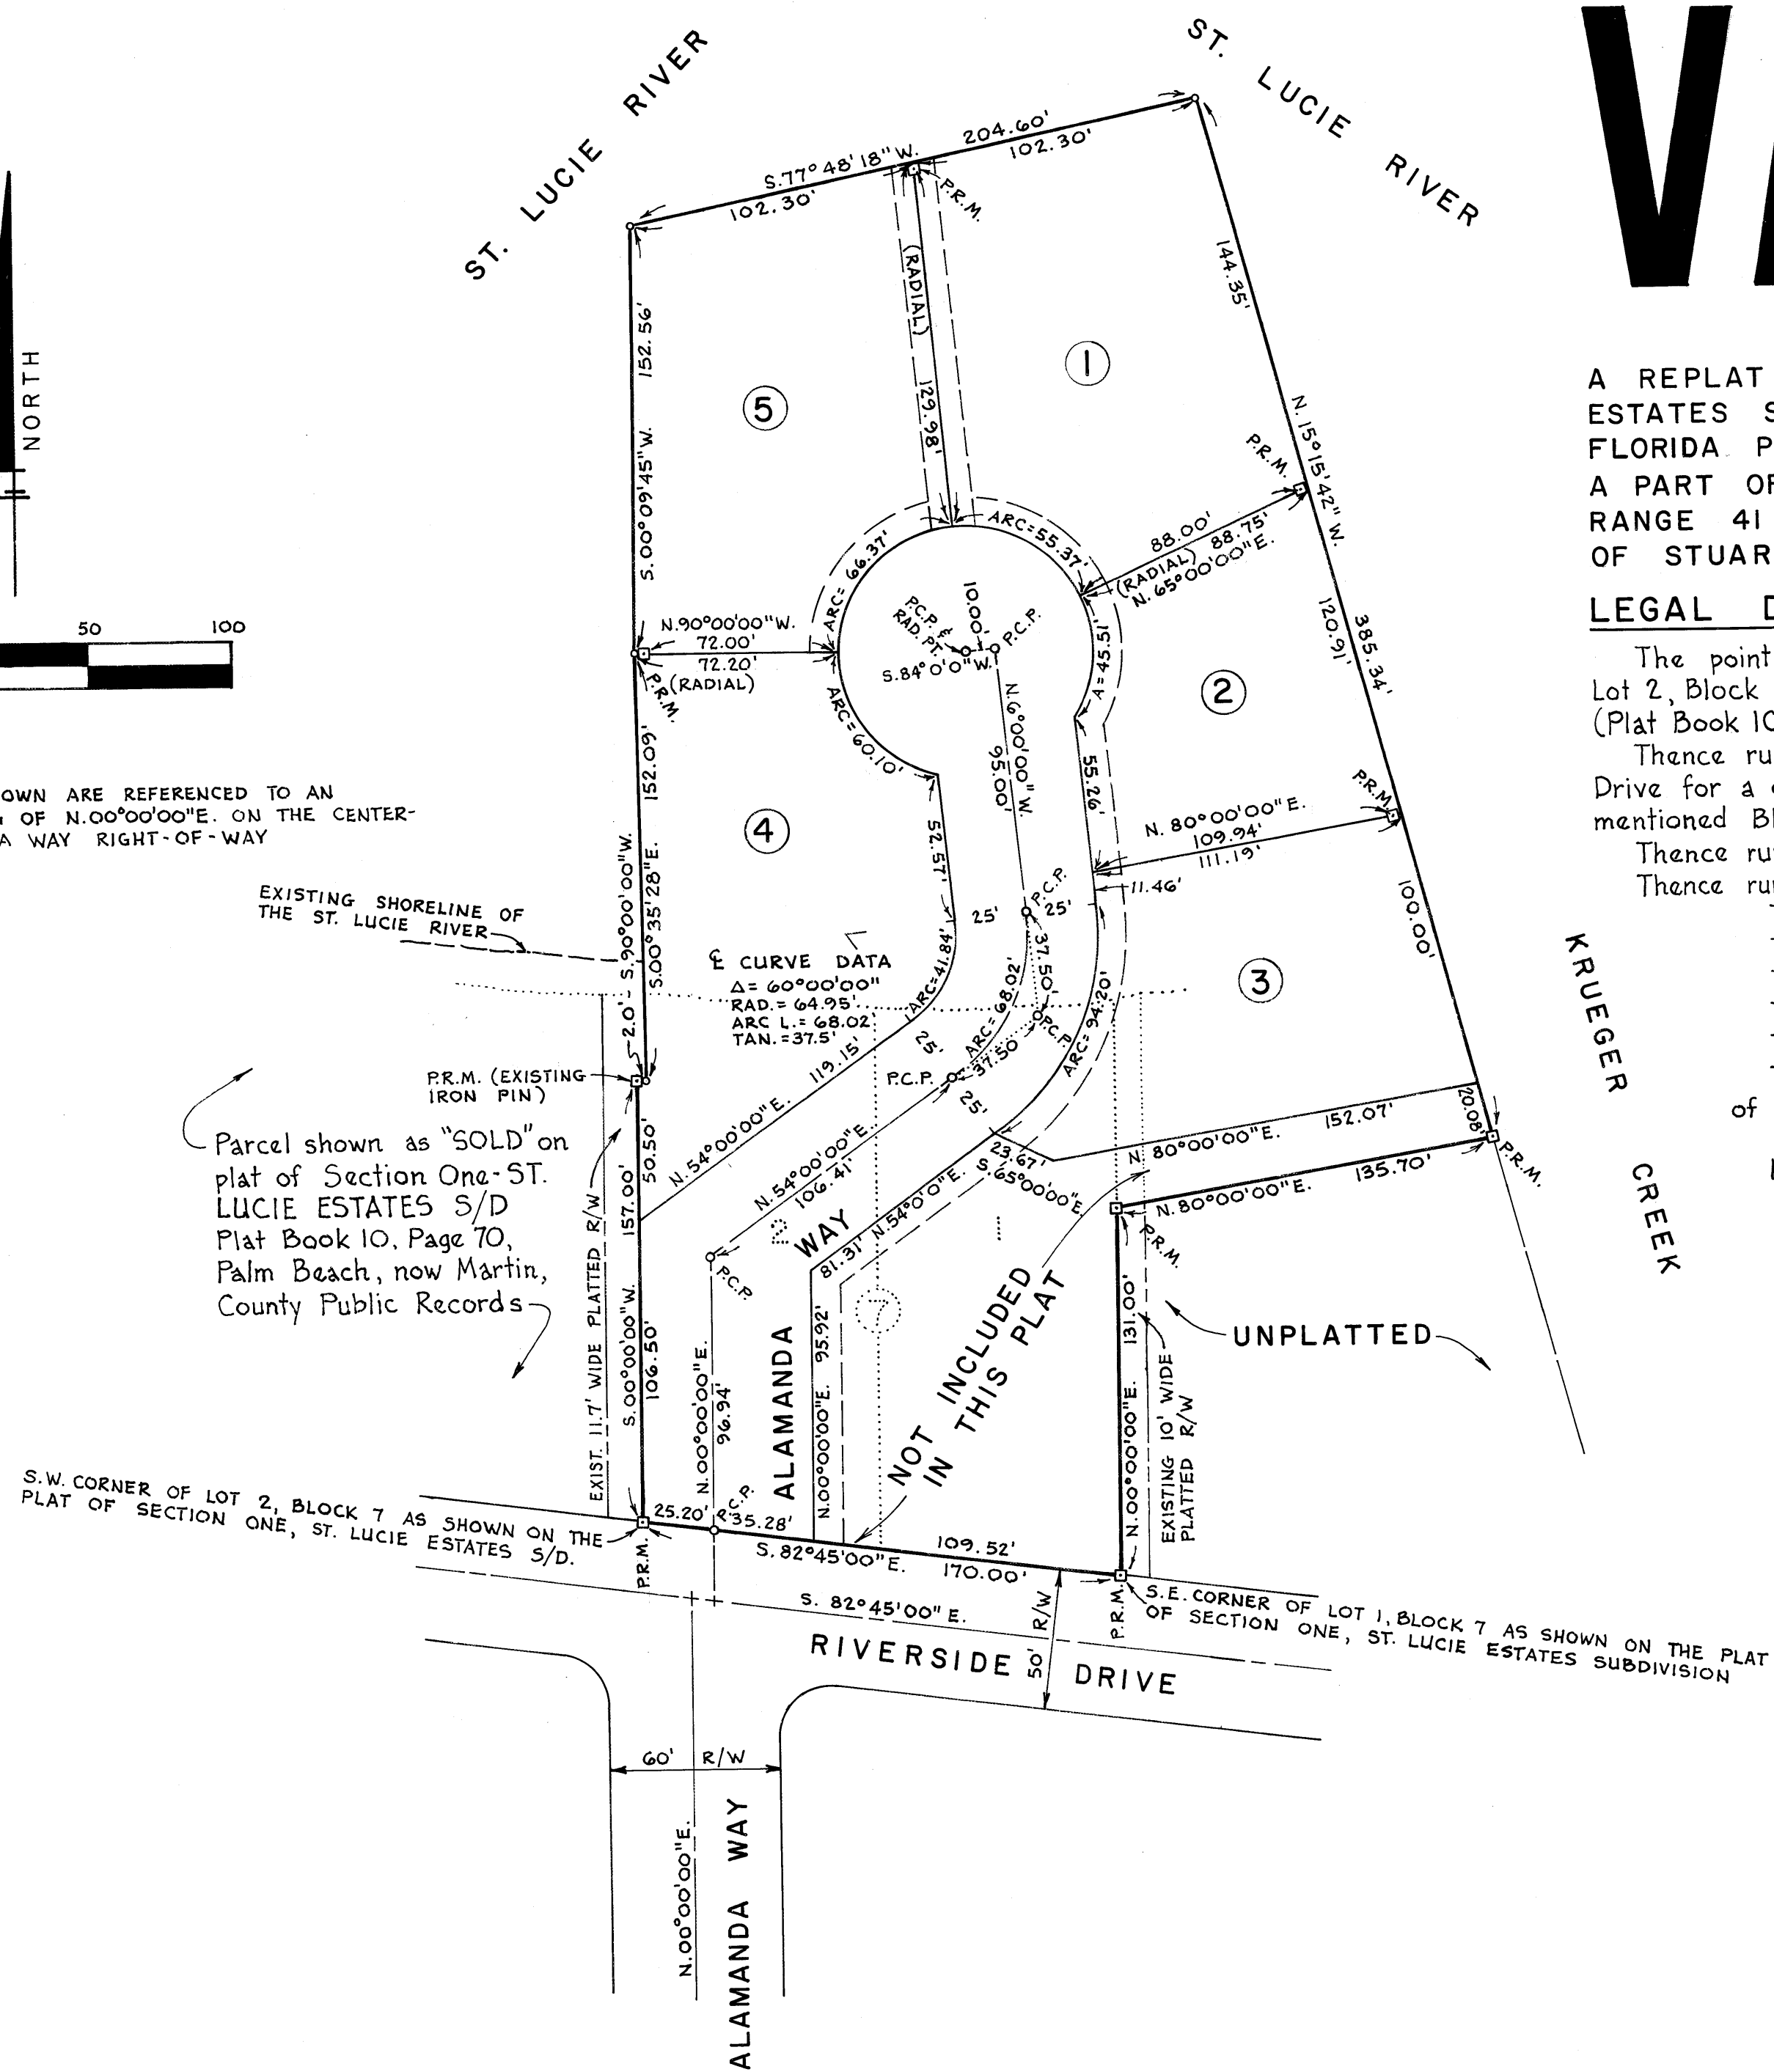 ST. LUCIE RIVER
ST. LUCIE RIVER
NORTH
50 100
OWN ARE REFERENCED TO AN
OF N.00°00'00"E. ON THE CENTER-
A WAY RIGHT-OF-WAY
S.77°48'18"W.
204.60'
102.30'
102.30'
P.R.M.
(RADIAL)
129.98'
144.35'
152.56'
S.00°09'45"W.
5
1
N.15°15'42"W.
385.34'
P.R.M.
88.00'
(RADIAL) 88.75'
N.65°00'00"E.
120.91'
ARC=66.37'
ARC=55.37'
N.90°00'00"W.
72.00'
72.20'
(RADIAL)
P.R.M.
P.C.P. &
RAD. PT.
10.00'
P.C.P.
S.84°0'0"W.
A=45.15'
2
ARC=60.10'
N.6°00'00"W.
95.00'
55.26'
152.09'
4
P.R.M.
N.80°00'00"E.
109.94'
111.19'
11.46'
52.57'
25'
P.C.P.
25'
100.00'
S.90°00'00"W.
2.0'
S.00°35'28"E.
EXISTING SHORELINE OF
THE ST. LUCIE RIVER
℄ CURVE DATA
Δ= 60°00'00"
RAD.= 64.95'
ARC L.= 68.02'
TAN.=37.5'
ARC=41.84'
ARC=68.02'
37.50'
P.C.P.
ARC=94.20'
3
25'
37.50
P.C.P.
25'
119.15'
N.54°00'00"E.
P.R.M. (EXISTING
IRON PIN)
Parcel shown as "SOLD" on
plat of Section One-ST.
LUCIE ESTATES S/D
Plat Book 10, Page 70,
Palm Beach, now Martin,
County Public Records
EXIST. 11.7' WIDE PLATTED R/W
50.50'
157.00'
S.00°00'00"W.
106.50'
N.54°00'00"E.
106.41'
P.C.P.
2
23.67'
S.65°00'00"E.
N.80°00'00"E. 152.07'
20.08'
P.R.M.
N.80°00'00"E. 135.70'
P.R.M.
81.31' N.54°0'0"E.
ALAMANDA WAY
7
N.00°00'00"E.
96.94'
N.00°00'00"E. 95.92'
NOT INCLUDED
IN THIS PLAT
N.00°00'00"E. 131.00'
EXISTING 10' WIDE
PLATTED R/W
UNPLATTED
S.W. CORNER OF LOT 2, BLOCK 7 AS SHOWN ON THE
PLAT OF SECTION ONE, ST. LUCIE ESTATES S/D.
P.R.M.
25.20'
P.C.P.
35.28'
109.52'
S.82°45'00"E. 170.00'
P.R.M.
S.E. CORNER OF LOT 1, BLOCK 7 AS SHOWN ON THE PLAT
OF SECTION ONE, ST. LUCIE ESTATES SUBDIVISION
S. 82°45'00"E.
RIVERSIDE DRIVE
50' R/W
60' R/W
N.00°00'00"E.
ALAMANDA WAY
KRUEGER
CREEK
A REPLAT
ESTATES S
FLORIDA P
A PART OF
RANGE 41
OF STUAR
LEGAL D
The point
Lot 2, Block
(Plat Book 10
Thence ru
Drive for a
mentioned Bl
Thence ru
Thence ru
of